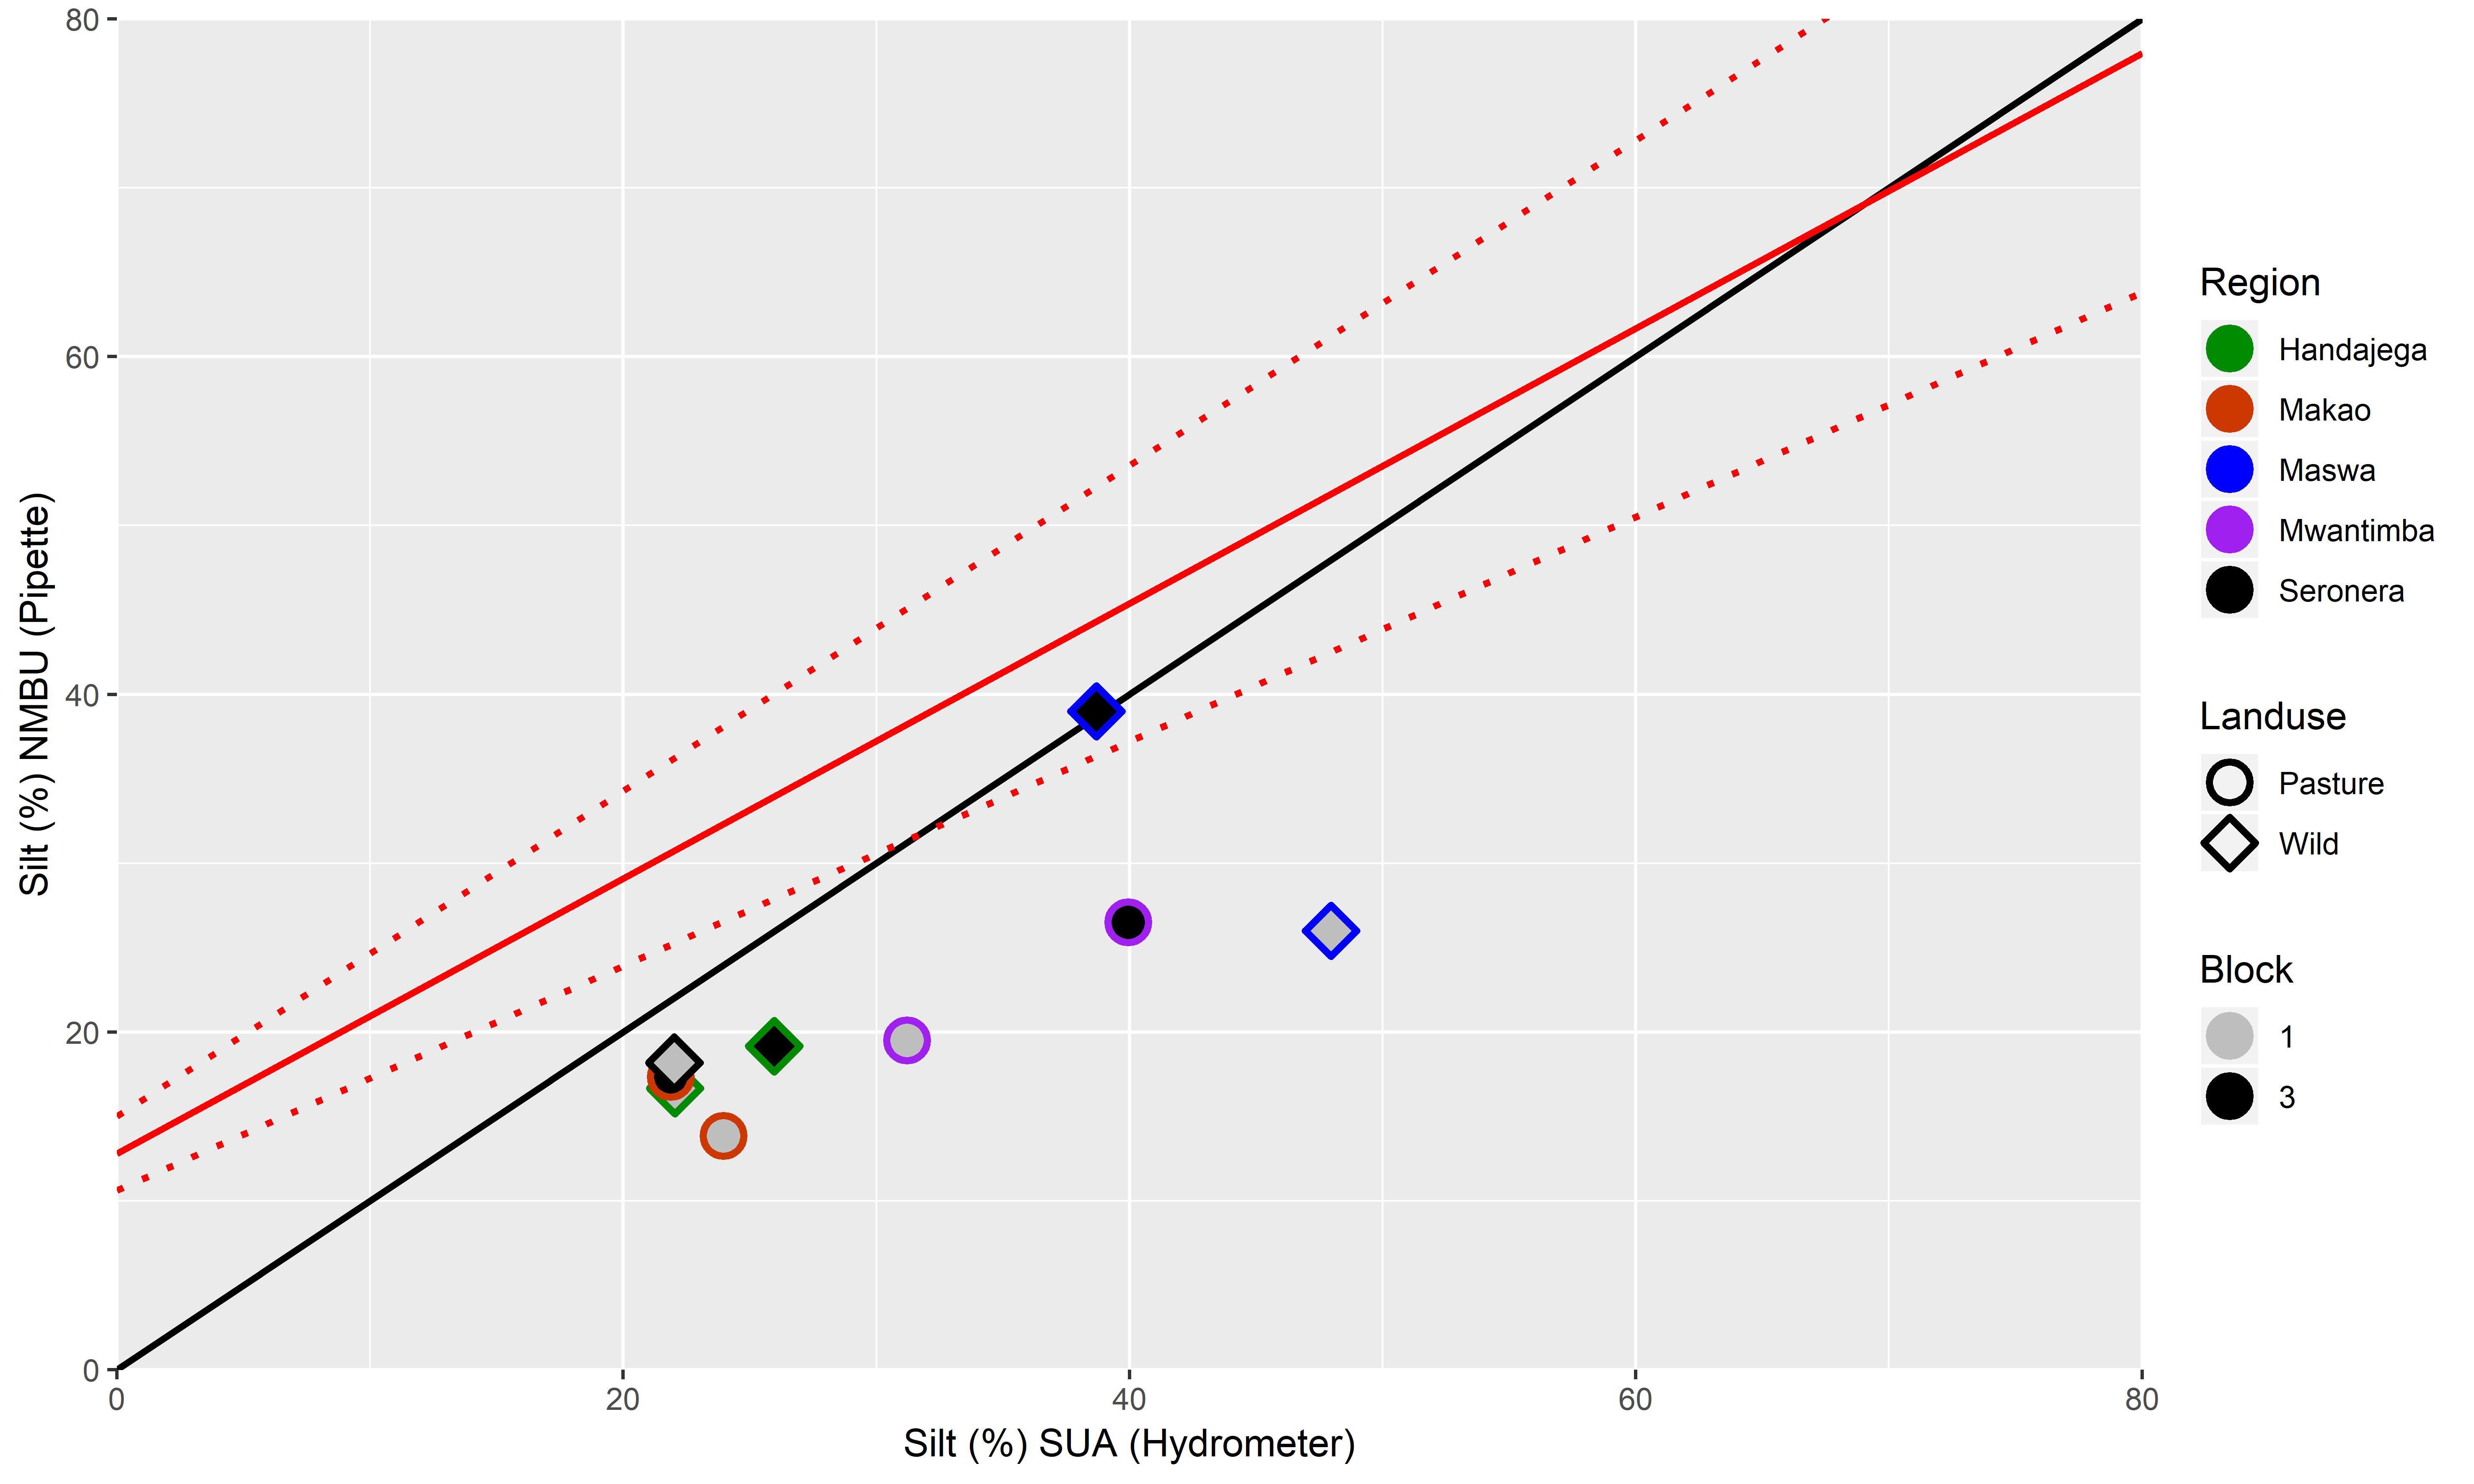 80
60
40
20
0
0 20 40 60 80
Silt (%) NMBU (Pipette)
Silt (%) SUA (Hydrometer)
Region
Handajega
Makao
Maswa
Mwantimba
Seronera
Landuse
Pasture
Wild
Block
1
3